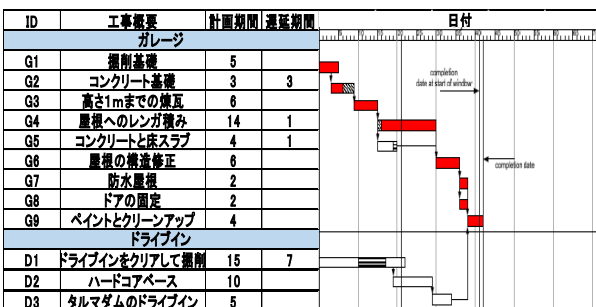 ID 工事概要 計画期間 遅延期間 日付
ガレージ
G1 掘削基礎 5
G2 コンクリート基礎 3 3
G3 高さ1mまでの煉瓦 6
G4 屋根へのレンガ積み 14 1
G5 コンクリートと床スラブ 4 1
G6 屋根の構造修正 6
G7 防水屋根 2
G8 ドアの固定 2
G9 ペイントとクリーンアップ 4
completion
date at start of window
completion date
ドライブイン
D1 ドライブインをクリアして掘削 15 7
D2 ハードコアベース 10
D3 タルマダムのドライブイン 5